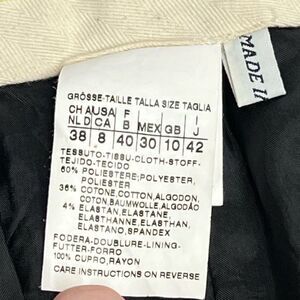 MADE I
GRÖSSE-TAILLE TALLA SIZE TAGLIA
CH A USA F I
NL D CA B MEX GB J
38 8 40 30 10 42
TESSUTO-TISSU-CLOTH-STOFF-
TEJIDO-TECIDO
60% POLIESTERE;POLYESTER,
POLIESTER
36% COTONE,COTTON,ALGODON,
COTON,BAUMWOLLE,ALGODÃO
4% ELASTAN,ELASTANE,
ELASTHANNE,ELASTHAN,
ELASTANO,SPANDEX
FODERA-DOUBLURE-LINING-
FUTTER-FORRO
100% CUPRO,RAYON
CARE INSTRUCTIONS ON REVERSE